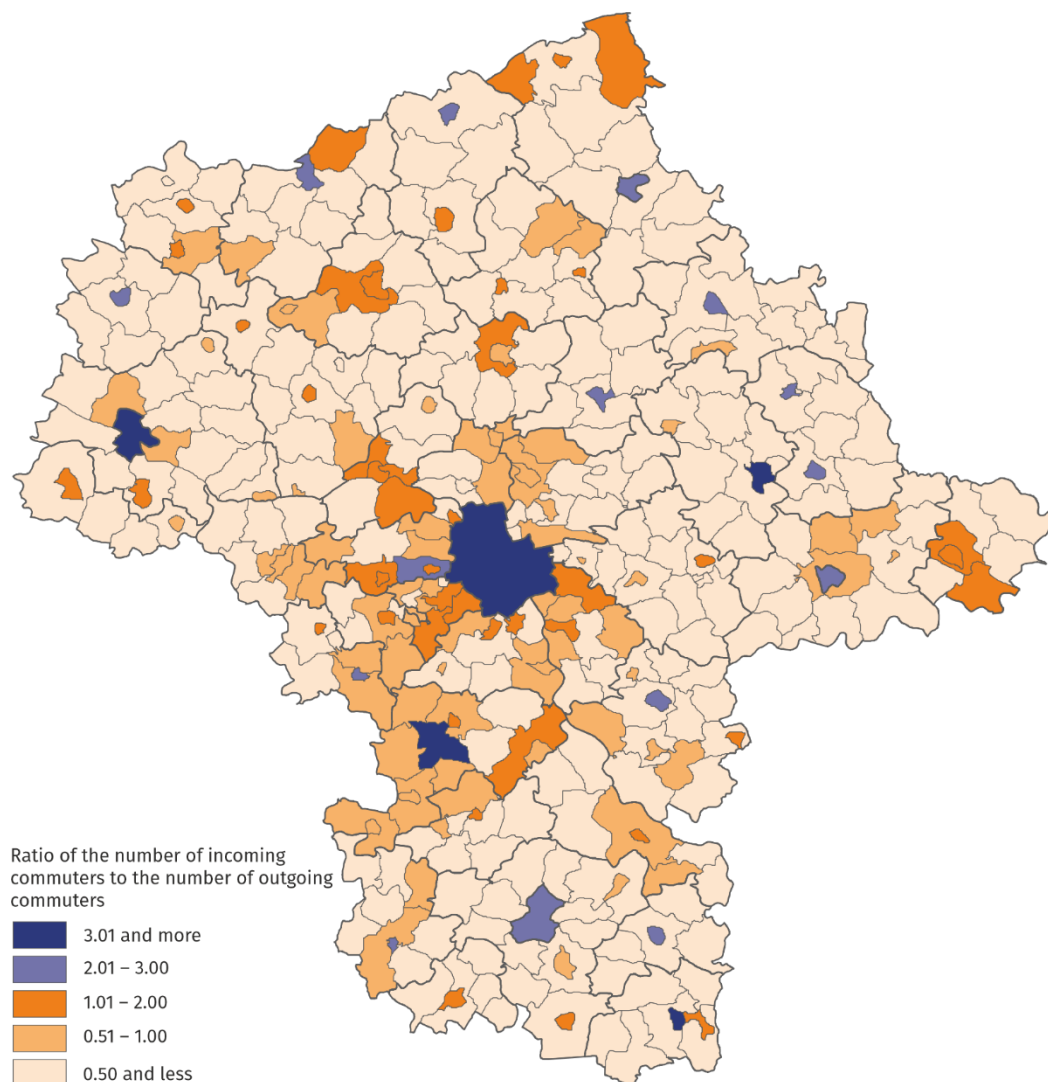 Ratio of the number of incoming
commuters to the number of outgoing
commuters
3.01 and more
2.01 – 3.00
1.01 – 2.00
0.51 – 1.00
0.50 and less